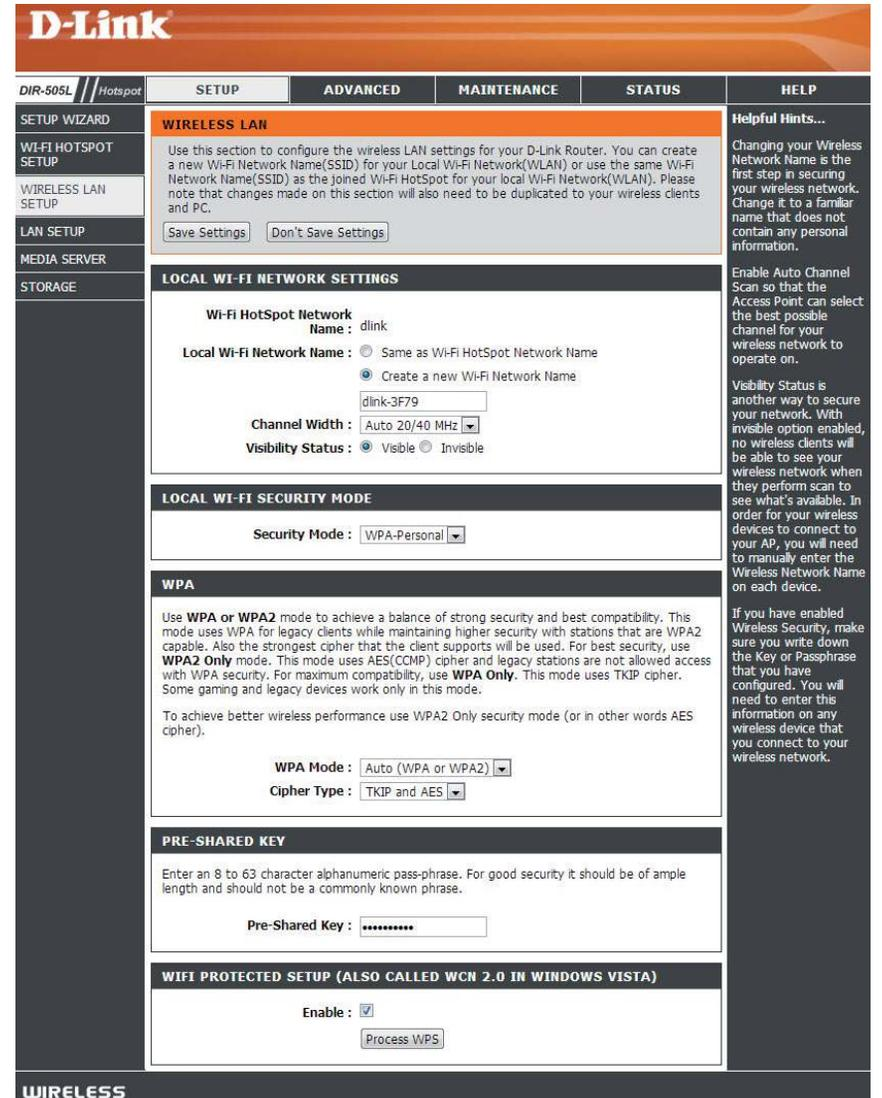 D-Link
DIR-505L
Hotspot
SETUP
ADVANCED
MAINTENANCE
STATUS
HELP
SETUP WIZARD
WI-FI HOTSPOT
SETUP
WIRELESS LAN
SETUP
LAN SETUP
MEDIA SERVER
STORAGE
WIRELESS LAN
Use this section to configure the wireless LAN settings for your D-Link Router. You can create
a new Wi-Fi Network Name(SSID) for your Local Wi-Fi Network(WLAN) or use the same Wi-Fi
Network Name(SSID) as the joined Wi-Fi HotSpot for your local Wi-Fi Network(WLAN). Please
note that changes made on this section will also need to be duplicated to your wireless clients
and PC.
Save Settings
Don't Save Settings
LOCAL WI-FI NETWORK SETTINGS
Wi-Fi HotSpot Network
Name : dlink
Local Wi-Fi Network Name : Same as Wi-Fi HotSpot Network Name
Create a new Wi-Fi Network Name
dlink-3F79
Channel Width : Auto 20/40 MHz
Visibility Status : Visible Invisible
LOCAL WI-FI SECURITY MODE
Security Mode : WPA-Personal
WPA
Use WPA or WPA2 mode to achieve a balance of strong security and best compatibility. This
mode uses WPA for legacy clients while maintaining higher security with stations that are WPA2
capable. Also the strongest cipher that the client supports will be used. For best security, use
WPA2 Only mode. This mode uses AES(CCMP) cipher and legacy stations are not allowed access
with WPA security. For maximum compatibility, use WPA Only. This mode uses TKIP cipher.
Some gaming and legacy devices work only in this mode.
To achieve better wireless performance use WPA2 Only security mode (or in other words AES
cipher).
WPA Mode : Auto (WPA or WPA2)
Cipher Type : TKIP and AES
PRE-SHARED KEY
Enter an 8 to 63 character alphanumeric pass-phrase. For good security it should be of ample
length and should not be a commonly known phrase.
Pre-Shared Key : ••••••••••
WIFI PROTECTED SETUP (ALSO CALLED WCN 2.0 IN WINDOWS VISTA)
Enable :
Process WPS
Helpful Hints...
Changing your Wireless
Network Name is the
first step in securing
your wireless network.
Change it to a familiar
name that does not
contain any personal
information.
Enable Auto Channel
Scan so that the
Access Point can select
the best possible
channel for your
wireless network to
operate on.
Visibility Status is
another way to secure
your network. With
invisible option enabled,
no wireless clients will
be able to see your
wireless network when
they perform scan to
see what's available. In
order for your wireless
devices to connect to
your AP, you will need
to manually enter the
Wireless Network Name
on each device.
If you have enabled
Wireless Security, make
sure you write down
the Key or Passphrase
that you have
configured. You will
need to enter this
information on any
wireless device that
you connect to your
wireless network.
WIRELESS